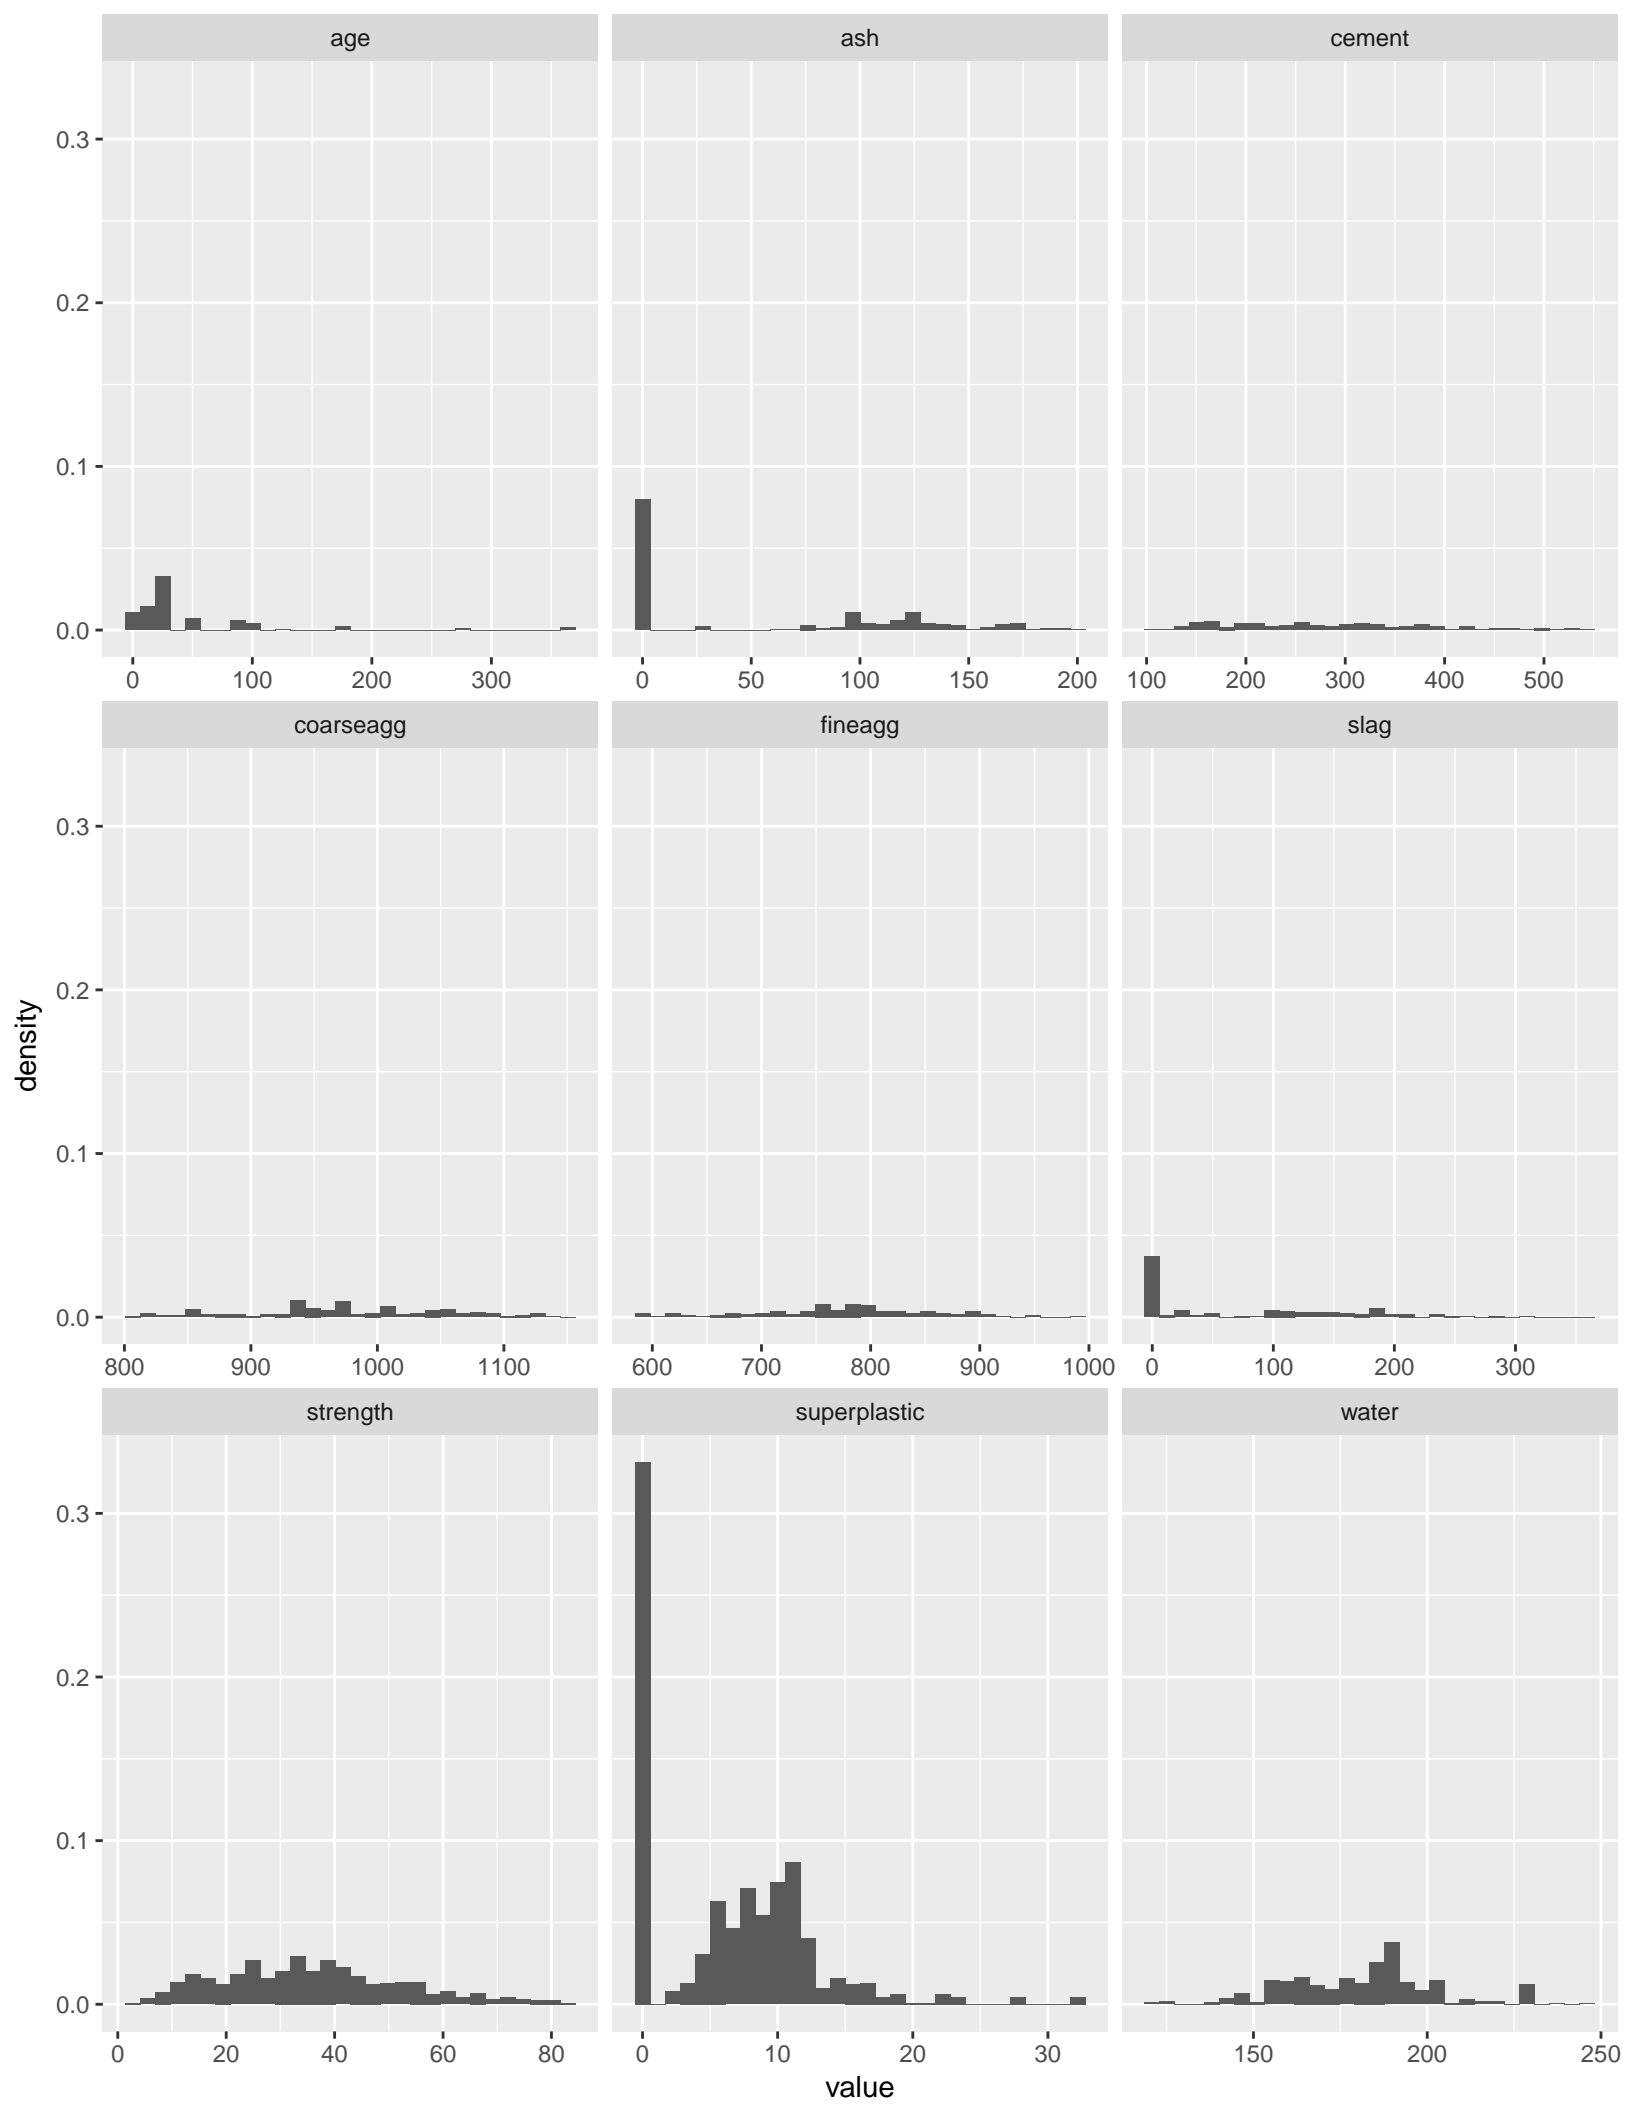 age ash cement
0.3
0.2
0.1
0.0
0 100 200 300 0 50 100 150 200 100 200 300 400 500
coarseagg fineagg slag
0.3
0.2
0.1
0.0
800 900 1000 1100 600 700 800 900 1000 0 100 200 300
density
strength superplastic water
0.3
0.2
0.1
0.0
0 20 40 60 80 0 10 20 30 150 200 250
value